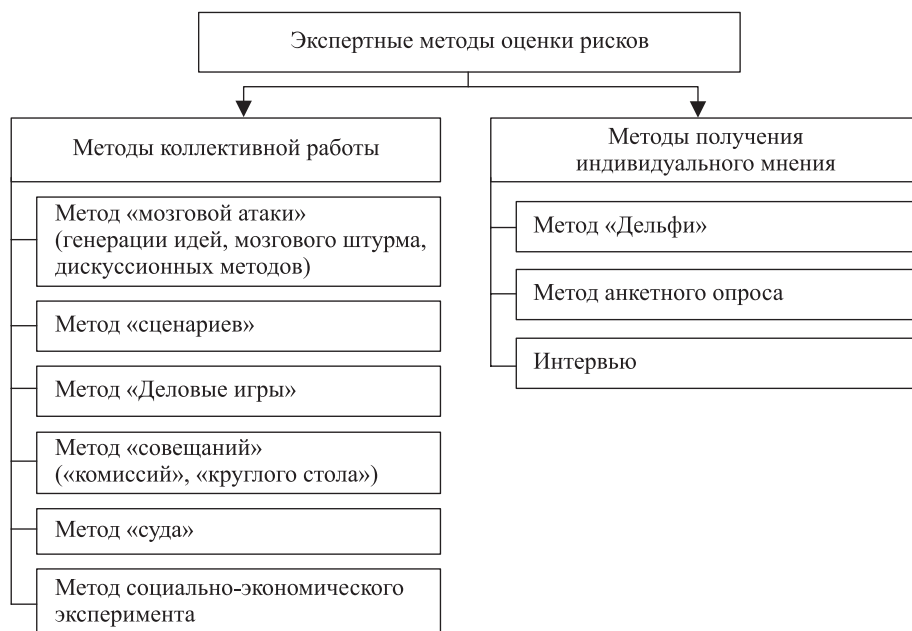 Экспертные методы оценки рисков
Методы коллективной работы
Метод «мозговой атаки»
(генерации идей, мозгового штурма,
дискуссионных методов)
Метод «сценариев»
Метод «Деловые игры»
Метод «совещаний»
(«комиссий», «круглого стола»)
Метод «суда»
Метод социально-экономического
эксперимента
Методы получения
индивидуального мнения
Метод «Дельфи»
Метод анкетного опроса
Интервью